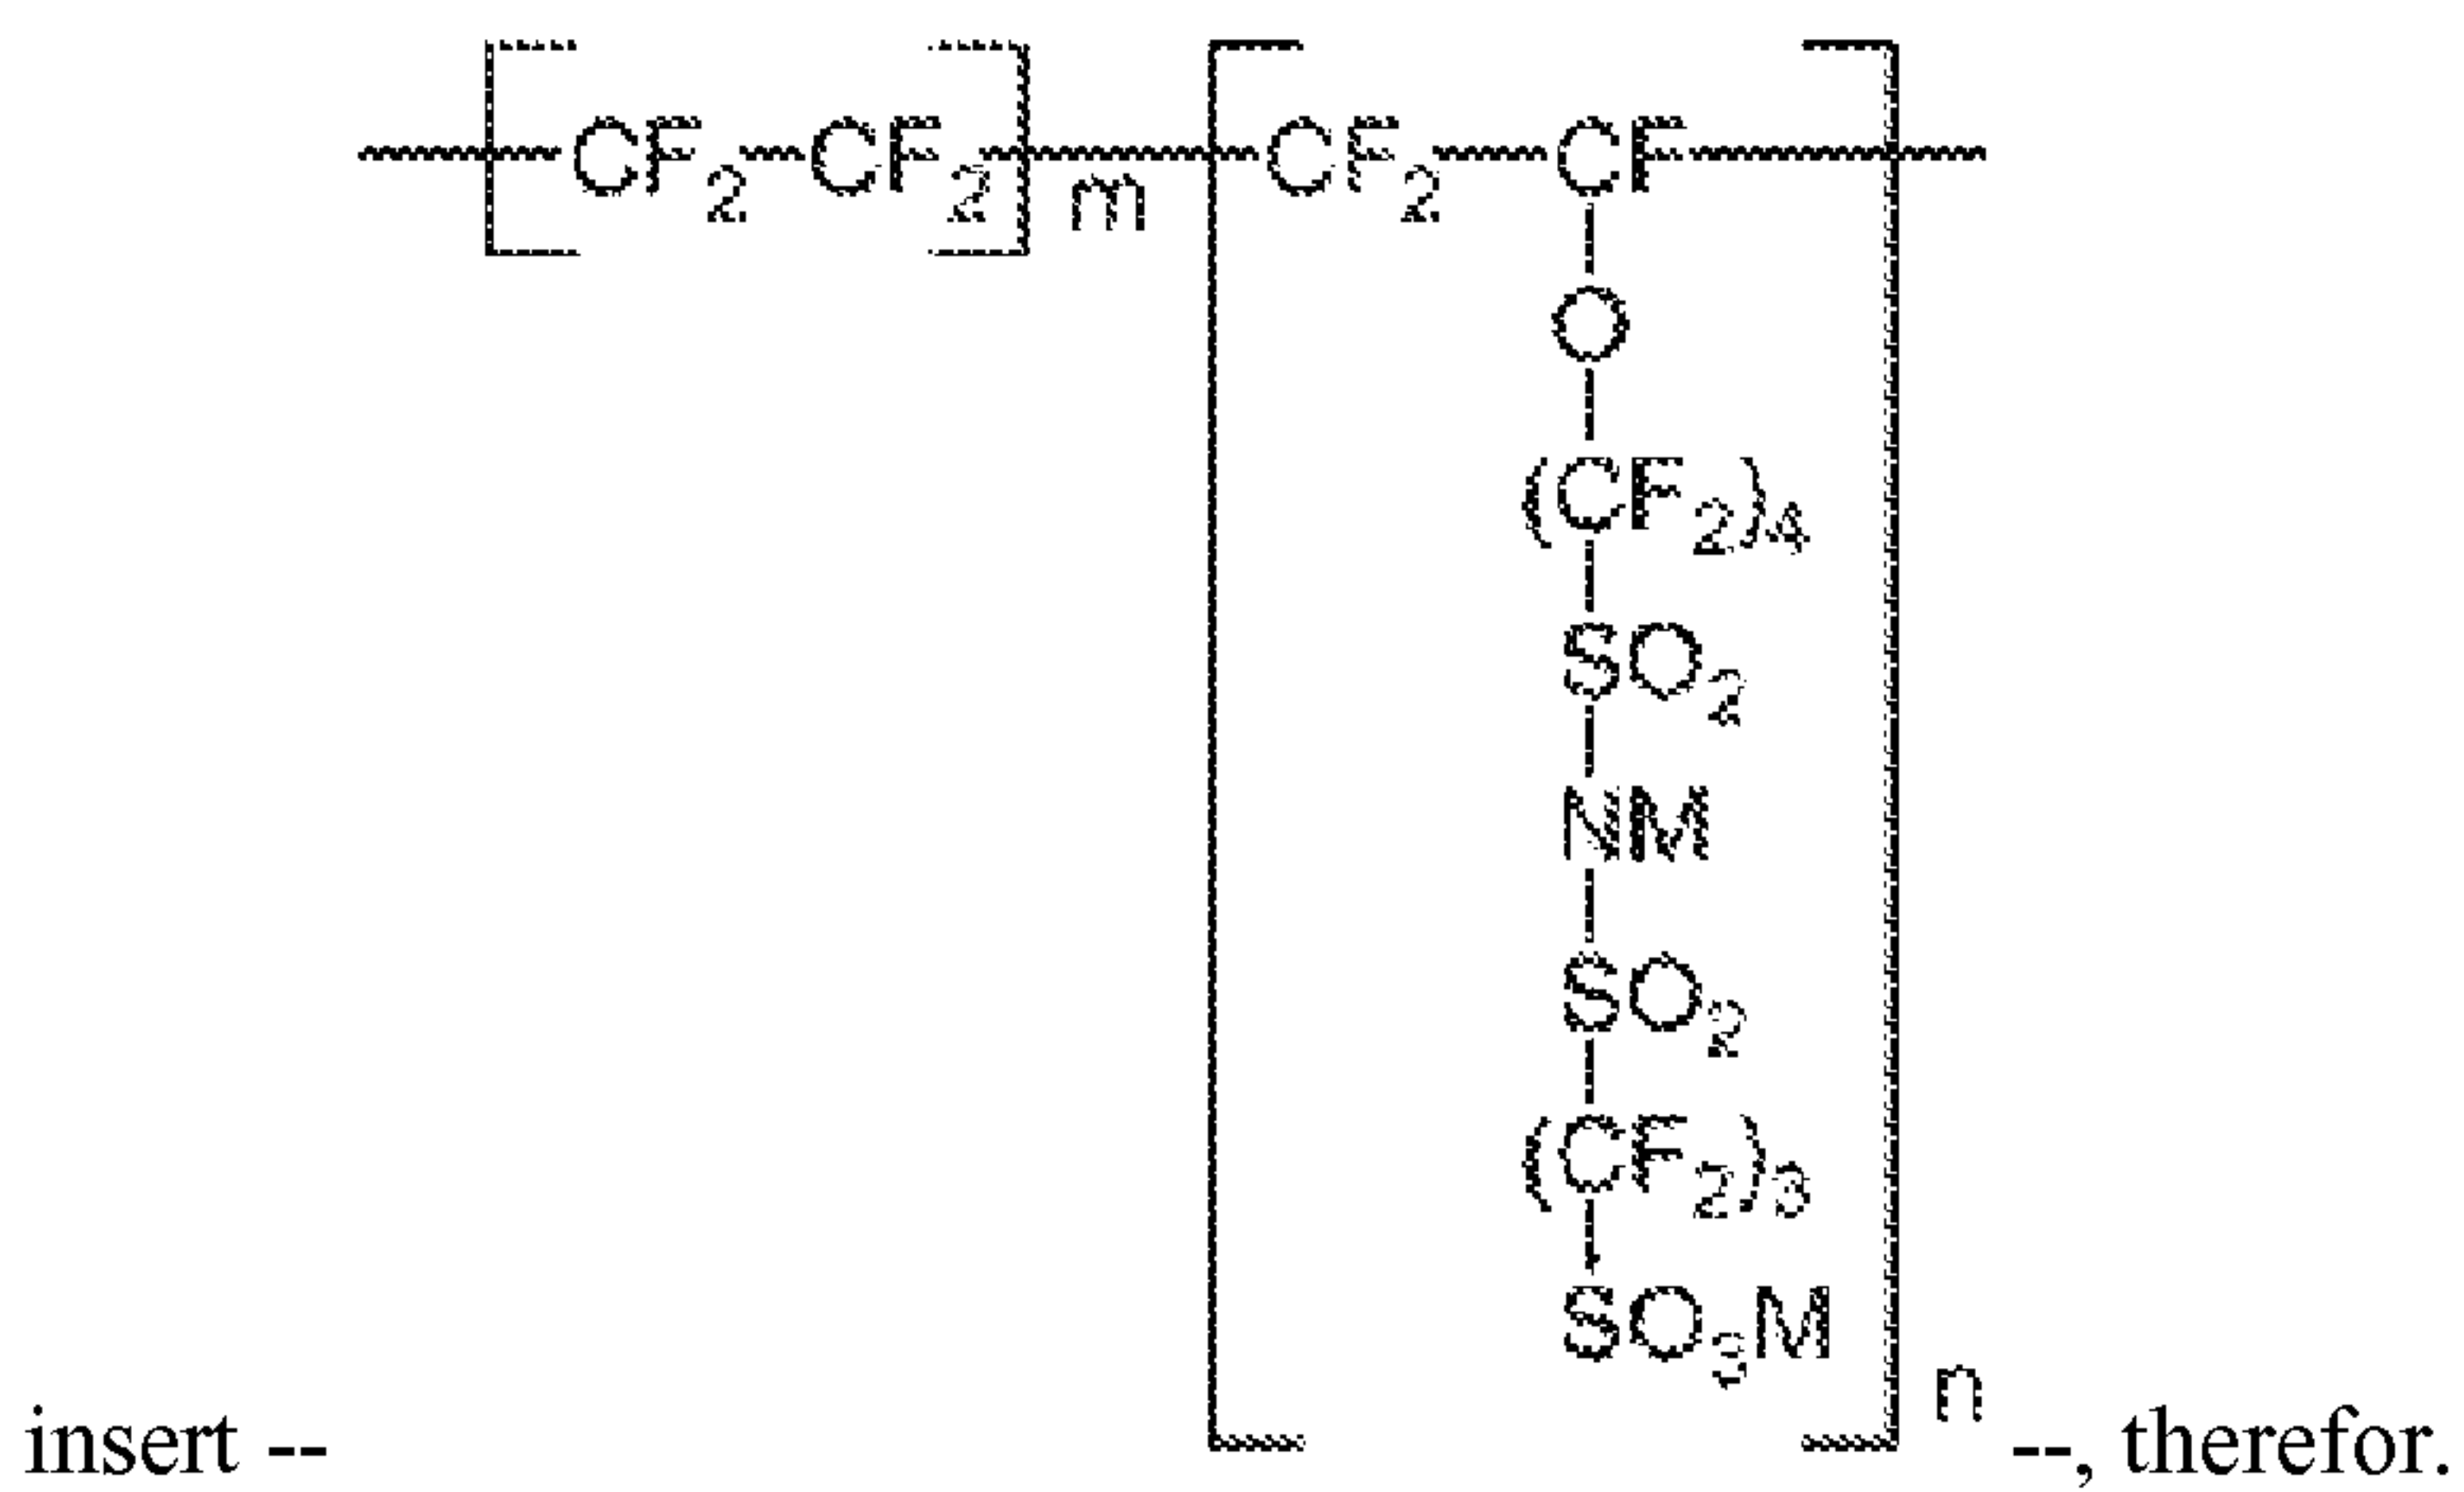 CF2 CF2 m CF2 CF
O
(CF2)4
SO2
NM
SO2
(CF2)3
SO3M
n
insert -- --, therefor.